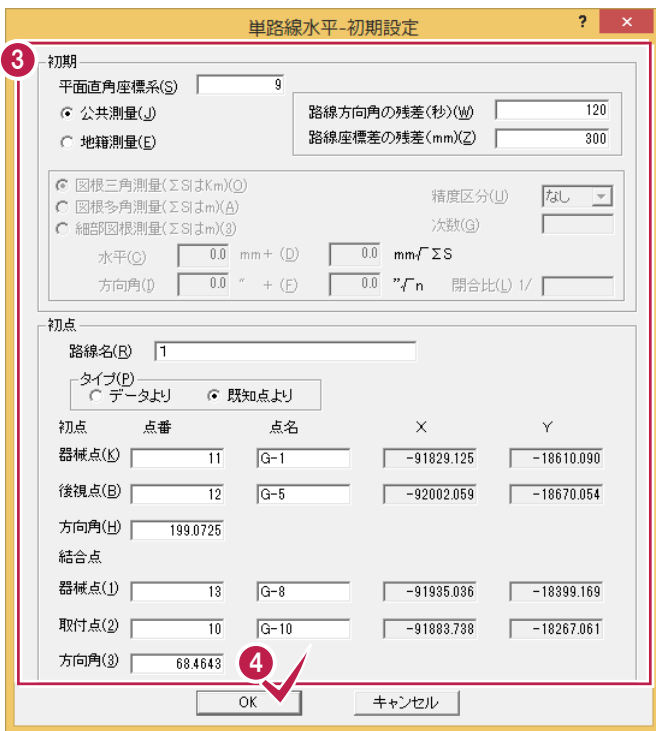 単路線水平-初期設定 ? ×
3
初期
平面直角座標系(S) 9
公共測量(J)
路線方向角の残差(秒)(W) 120
地籍測量(E)
路線座標差の残差(mm)(Z) 300
図根三角測量(ΣSはKm)(O)
精度区分(U) なし
図根多角測量(ΣSはm)(A)
次数(G)
細部図根測量(ΣSはm)(3)
水平(C) 0.0 mm+ (D) 0.0 mm√ΣS
方向角(I) 0.0 ″ + (F) 0.0 ″√n 閉合比(L) 1/
初点
路線名(R) 1
タイプ(P)
データより 既知点より
初点 点番 点名 X Y
器械点(K) 11 G-1 -91829.125 -18610.090
後視点(B) 12 G-5 -92002.059 -18670.054
方向角(H) 199.0725
結合点
器械点(1) 13 G-8 -91935.036 -18399.169
取付点(2) 10 G-10 -91883.738 -18267.061
方向角(3) 68.4643
4
OK キャンセル